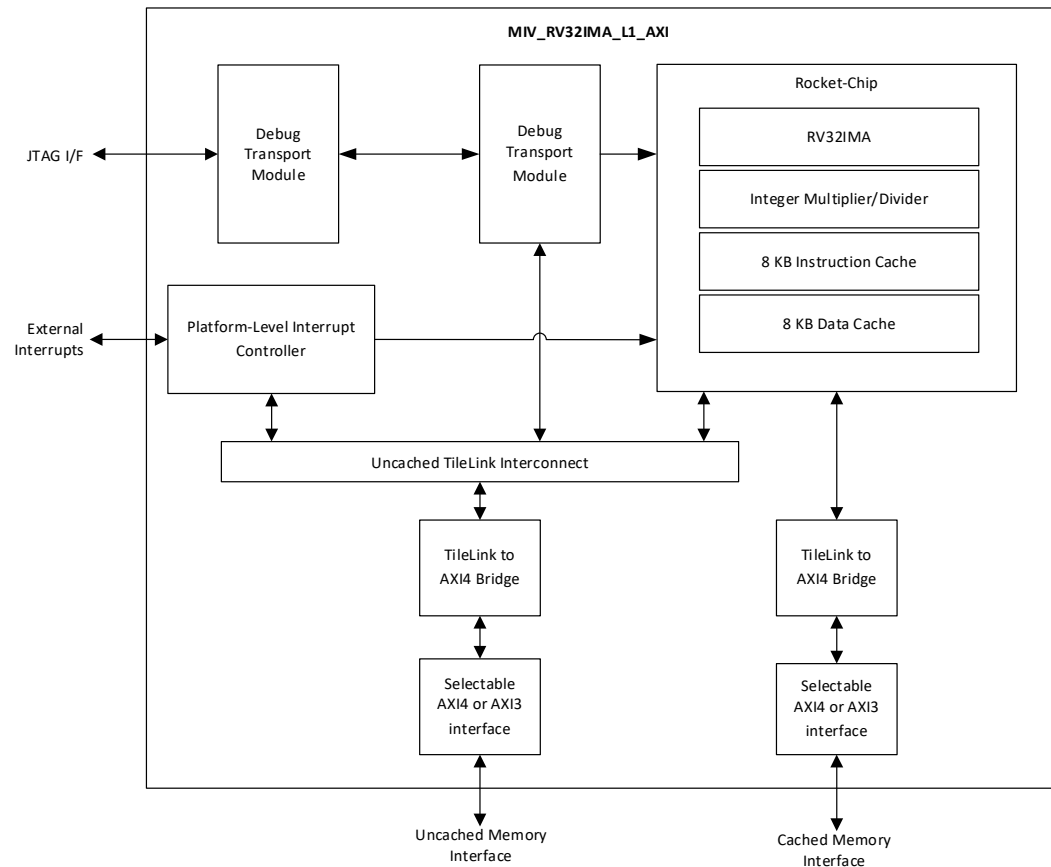 MIV_RV32IMA_L1_AXI
Rocket-Chip
Debug
Transport
Module
Debug
Transport
Module
RV32IMA
JTAG I/F
Integer Multiplier/Divider
8 KB Instruction Cache
8 KB Data Cache
External
Interrupts
Platform-Level Interrupt
Controller
Uncached TileLink Interconnect
TileLink to
AXI4 Bridge
TileLink to
AXI4 Bridge
Selectable
AXI4 or AXI3
interface
Selectable
AXI4 or AXI3
interface
Uncached Memory
Interface
Cached Memory
Interface